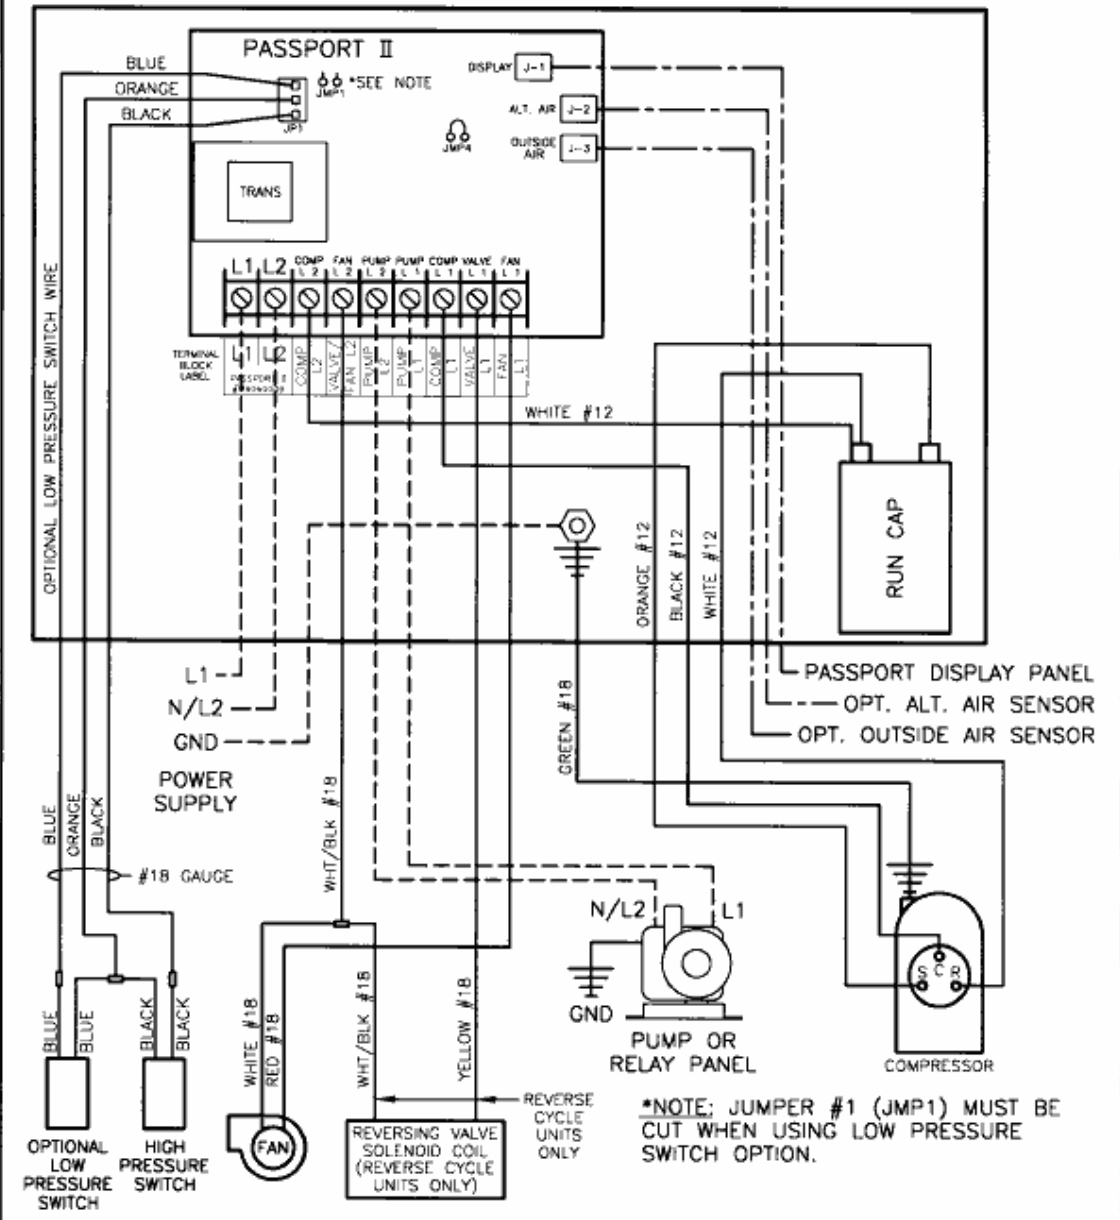 PASSPORT II
BLUE
ORANGE
BLACK
JP1
JMP1
*SEE NOTE
JMP4
DISPLAY
J-1
ALT. AIR
J-2
OUTSIDE
AIR
J-3
TRANS
L1 L2 COMP L2 FAN L2 PUMP L2 PUMP L1 COMP L1 VALVE L1 FAN L1
TERMINAL
BLOCK
LABEL
L1 L2 COMP L2 VALVE/ FAN L2 PUMP L2 PUMP L1 COMP L1 VALVE L1 FAN L1
PASSPORT II
OPTIONAL LOW PRESSURE SWITCH WIRE
WHITE #12
RUN CAP
ORANGE #12
BLACK #12
WHITE #12
L1
N/L2
GND
POWER
SUPPLY
PASSPORT DISPLAY PANEL
OPT. ALT. AIR SENSOR
OPT. OUTSIDE AIR SENSOR
GREEN #18
WHT/BLK #18
BLUE
ORANGE
BLACK
#18 GAUGE
N/L2
L1
GND
PUMP OR
RELAY PANEL
S C R
COMPRESSOR
BLUE
BLUE
BLACK
BLACK
WHITE #18
RED #18
WHT/BLK #18
YELLOW #18
OPTIONAL
LOW
PRESSURE
SWITCH
HIGH
PRESSURE
SWITCH
FAN
REVERSING VALVE
SOLENOID COIL
(REVERSE CYCLE
UNITS ONLY)
REVERSE
CYCLE
UNITS
ONLY
*NOTE: JUMPER #1 (JMP1) MUST BE
CUT WHEN USING LOW PRESSURE
SWITCH OPTION.